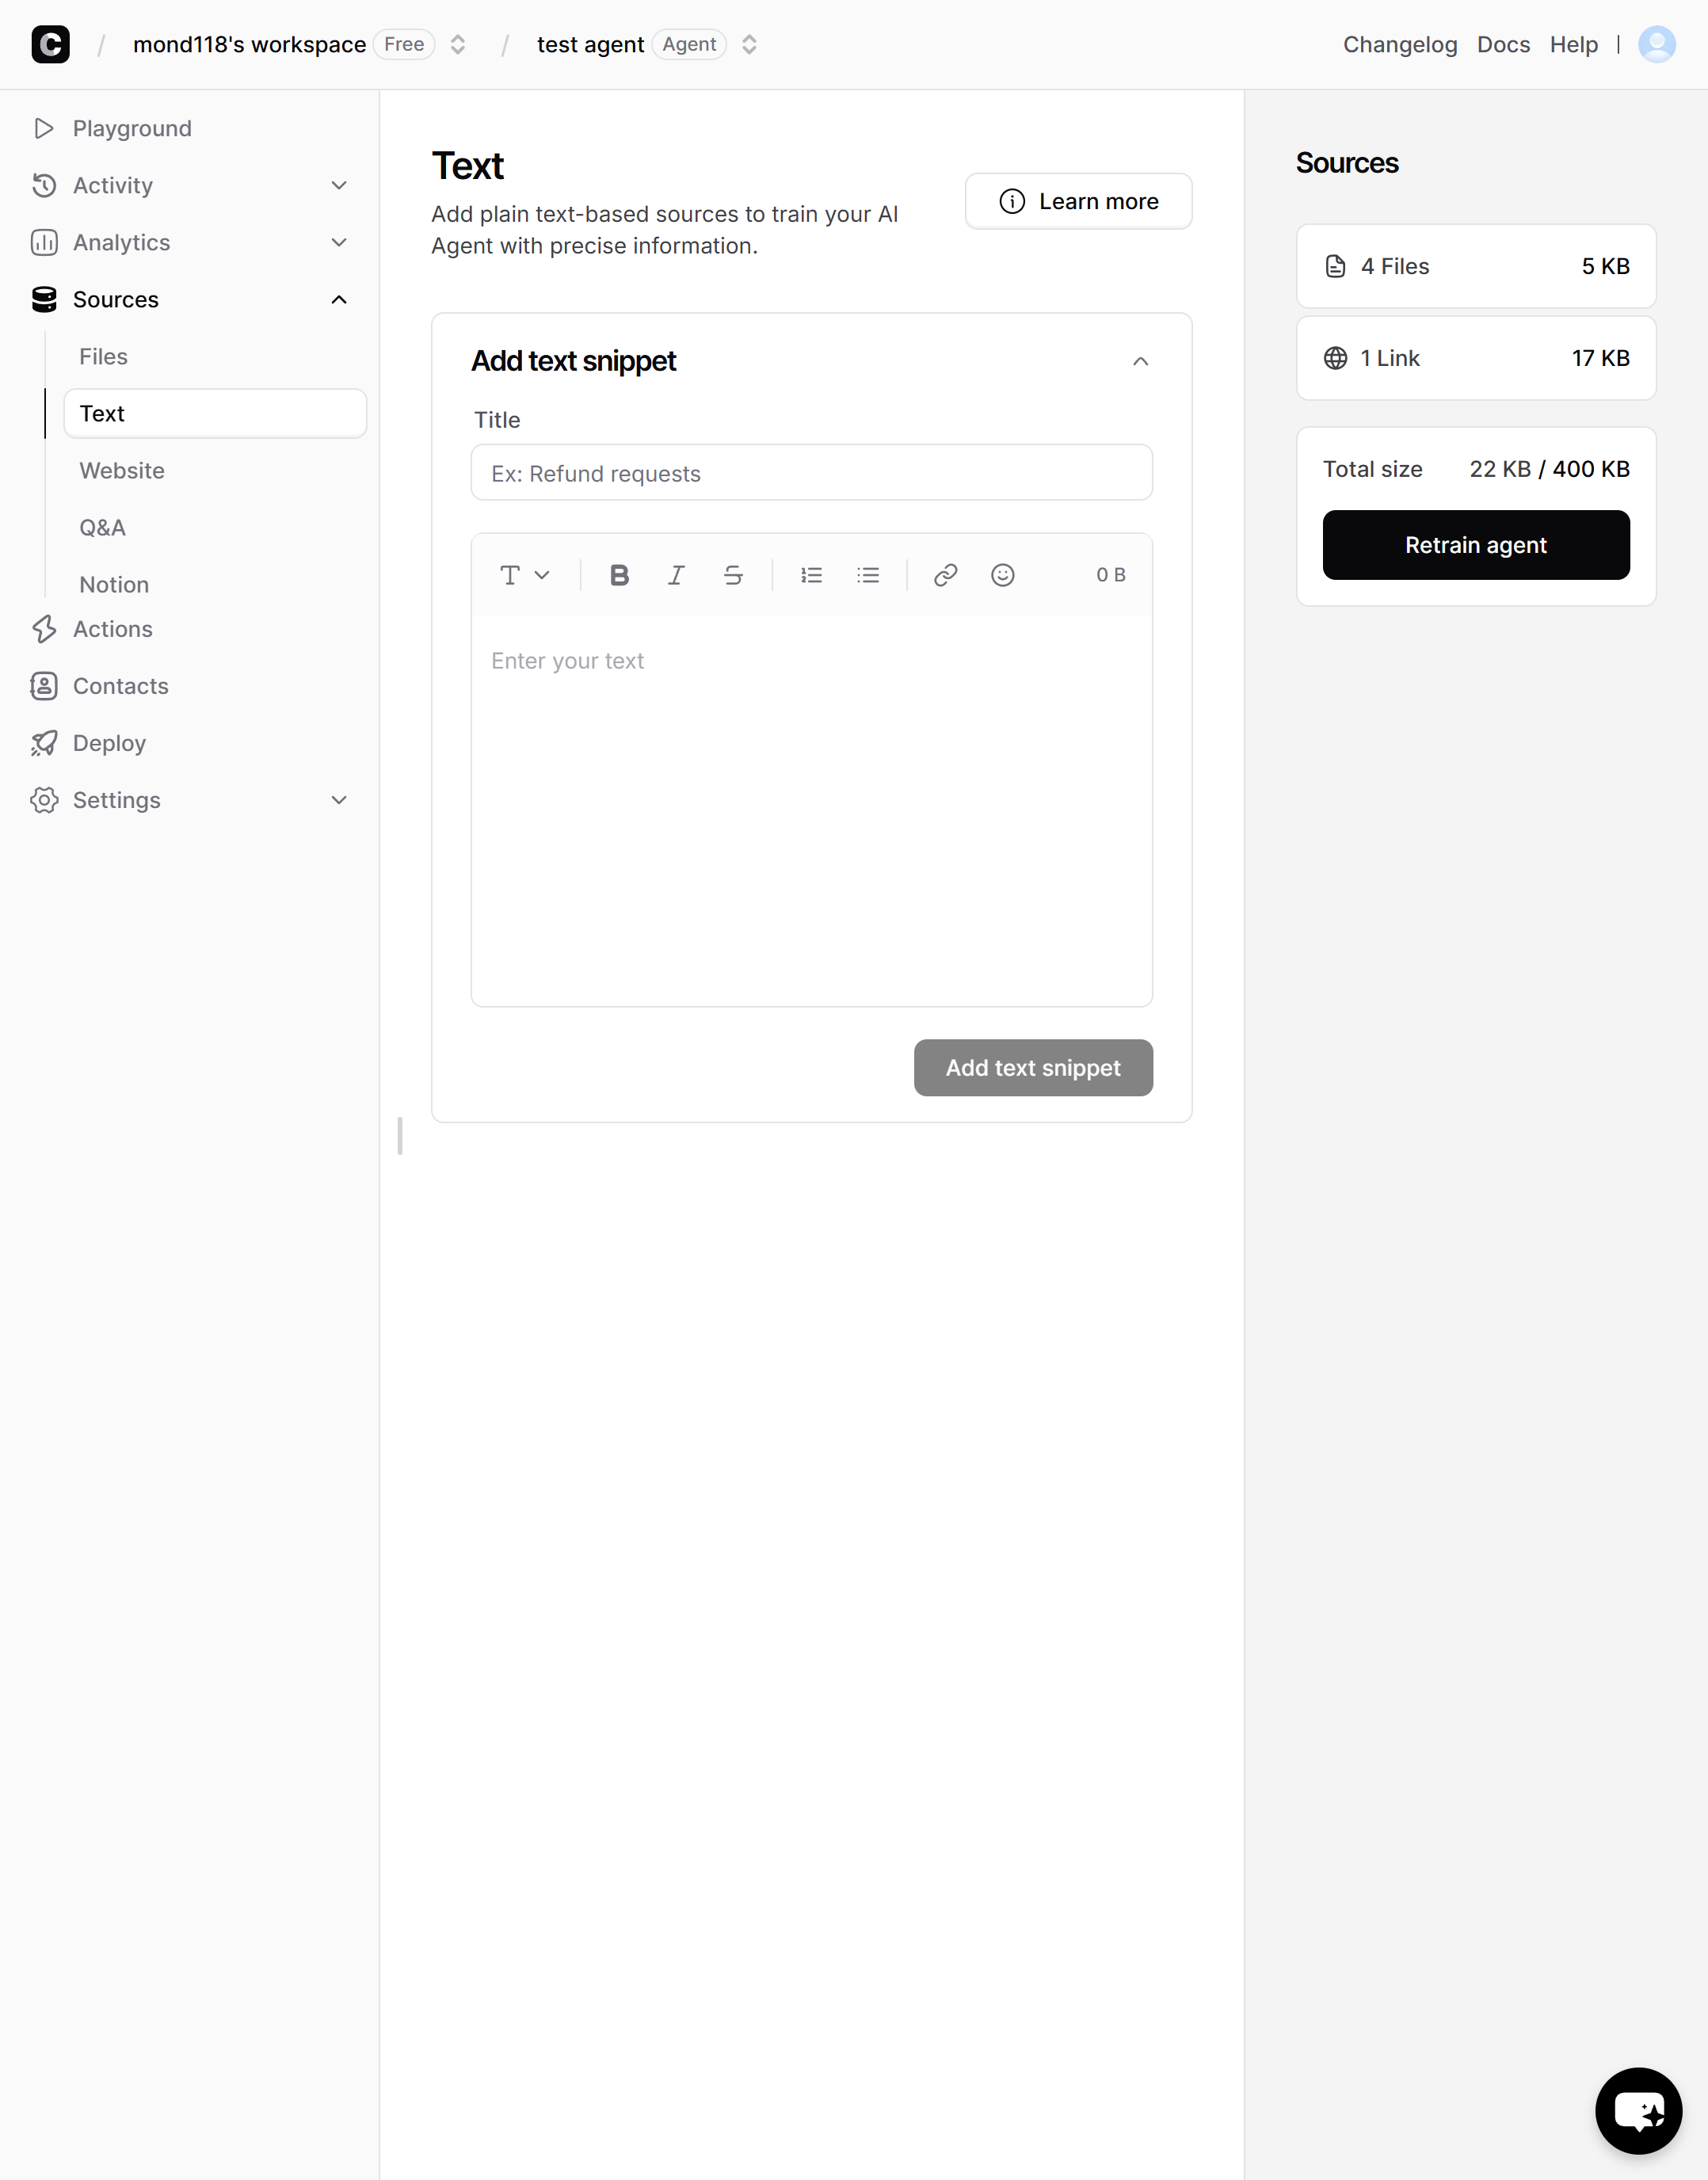 C / mond118's workspace Free / test agent Agent Changelog Docs Help |
Playground
Activity
Analytics
Sources
Files
Text
Website
Q&A
Notion
Actions
Contacts
Deploy
Settings
Text
Add plain text-based sources to train your AI
Agent with precise information.
Learn more
Add text snippet
Title
Ex: Refund requests
0 B
Enter your text
Add text snippet
Sources
4 Files 5 KB
1 Link 17 KB
Total size 22 KB / 400 KB
Retrain agent